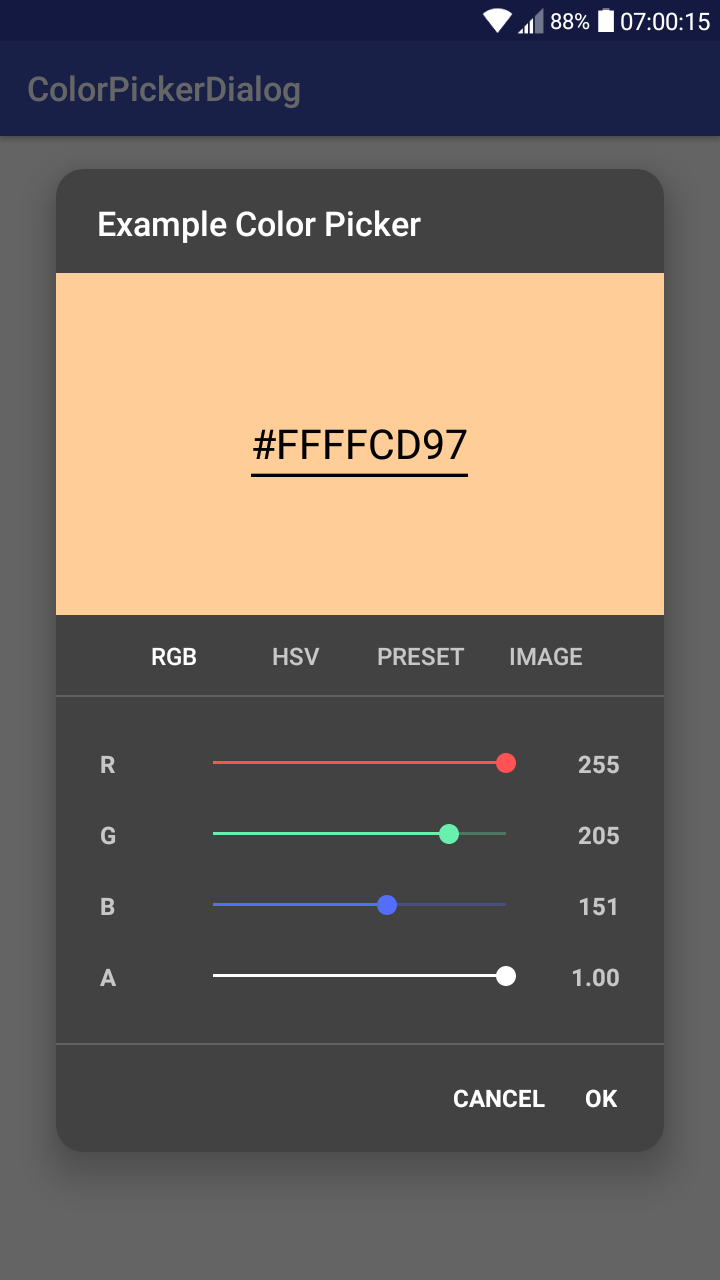 88% 07:00:15
ColorPickerDialog
Example Color Picker
#FFFFCD97
RGB HSV PRESET IMAGE
R 255
G 205
B 151
A 1.00
CANCEL OK